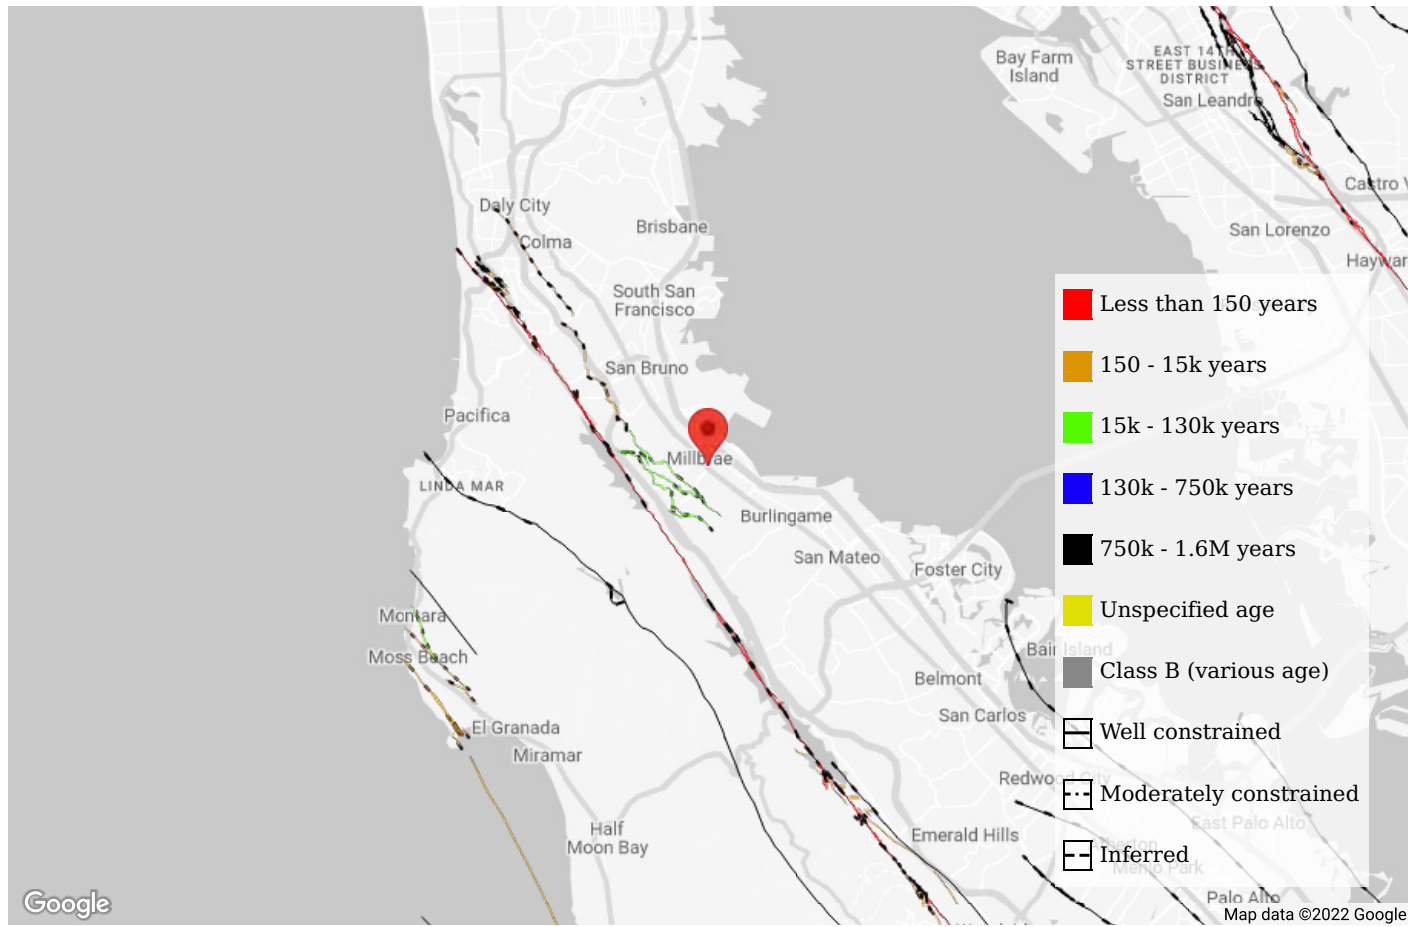 Bay Farm
Island
EAST 14TH
STREET BUSINESS
DISTRICT
San Leandro
Castro V
San Lorenzo
Haywar
Daly City
Colma
Brisbane
South San
Francisco
San Bruno
Pacifica
Millbrae
LINDA MAR
Burlingame
San Mateo
Foster City
Montara
Moss Beach
El Granada
Miramar
Half
Moon Bay
Belmont
San Carlos
Bair Island
Redwood City
Emerald Hills
East Palo Alto
Atherton
Menlo Park
Palo Alto
Less than 150 years
150 - 15k years
15k - 130k years
130k - 750k years
750k - 1.6M years
Unspecified age
Class B (various age)
Well constrained
Moderately constrained
Inferred
Google
Map data ©2022 Google